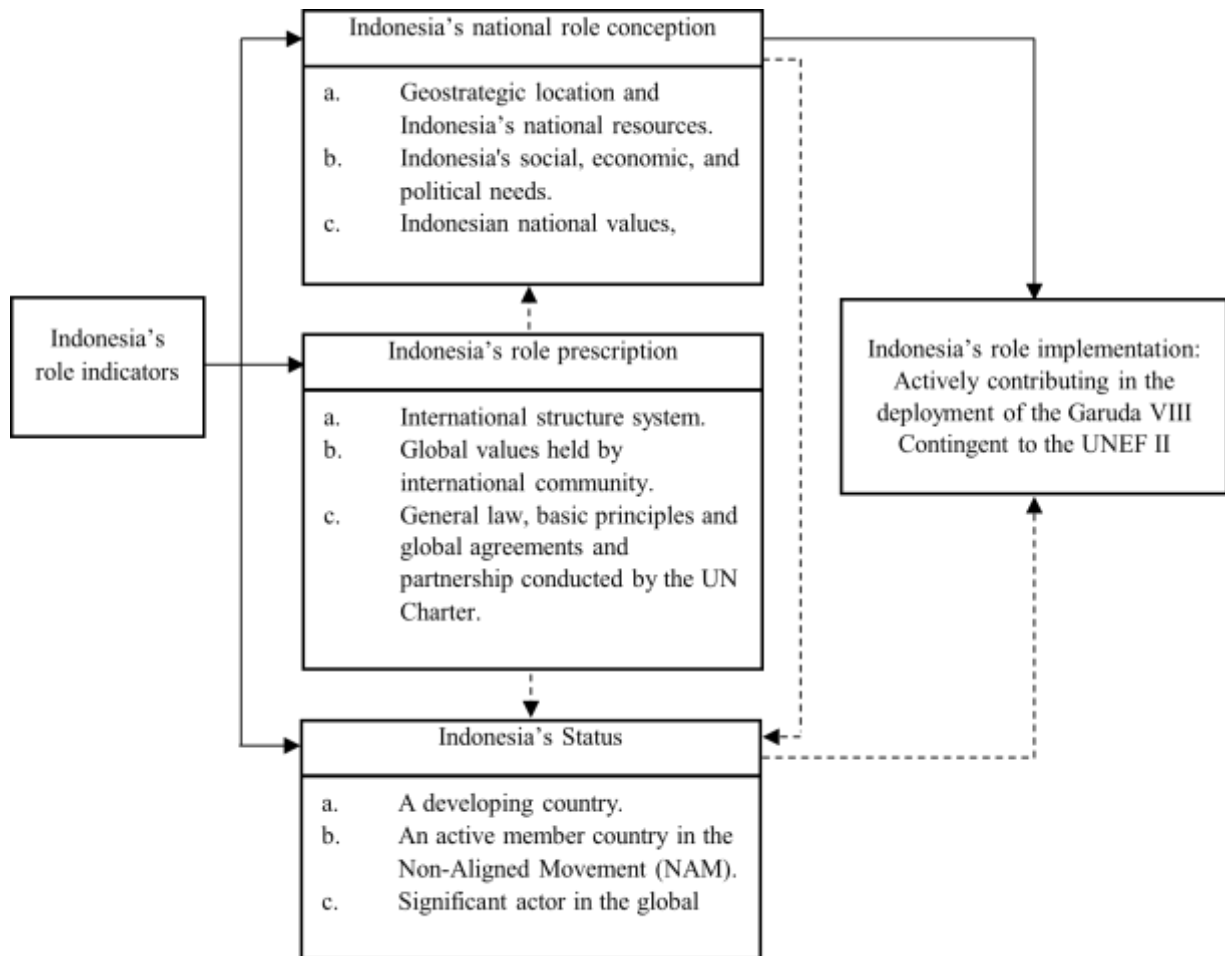 Indonesia's national role conception
a. Geostrategic location and
Indonesia's national resources.
b. Indonesia's social, economic, and
political needs.
c. Indonesian national values,
Indonesia's
role indicators
Indonesia's role prescription
a. International structure system.
b. Global values held by
international community.
c. General law, basic principles and
global agreements and
partnership conducted by the UN
Charter.
Indonesia's role implementation:
Actively contributing in the
deployment of the Garuda VIII
Contingent to the UNEF II
Indonesia's Status
a. A developing country.
b. An active member country in the
Non-Aligned Movement (NAM).
c. Significant actor in the global